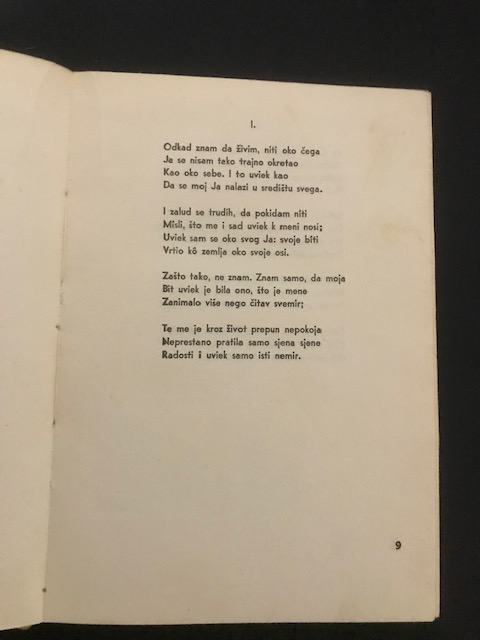 I.
Odkad znam da živim, niti oko čega
Ja se nisam tako trajno okretao
Kao oko sebe. I to uviek kao
Da se moj Ja nalazi u središtu svega.
I zalud se trudih, da pokidam niti
Misli, što me i sad uviek k meni nosi;
Uviek sam se oko svog Ja: svoje biti
Vrtio kô zemlja oko svoje osi.
Zašto tako, ne znam. Znam samo, da moja
Bit uviek je bila ono, što je mene
Zanimalo više nego čitav svemir;
Te me je kroz život prepun nepokoja
Neprestano pratila samo sjena sjene
Radosti i uviek samo isti nemir.
9